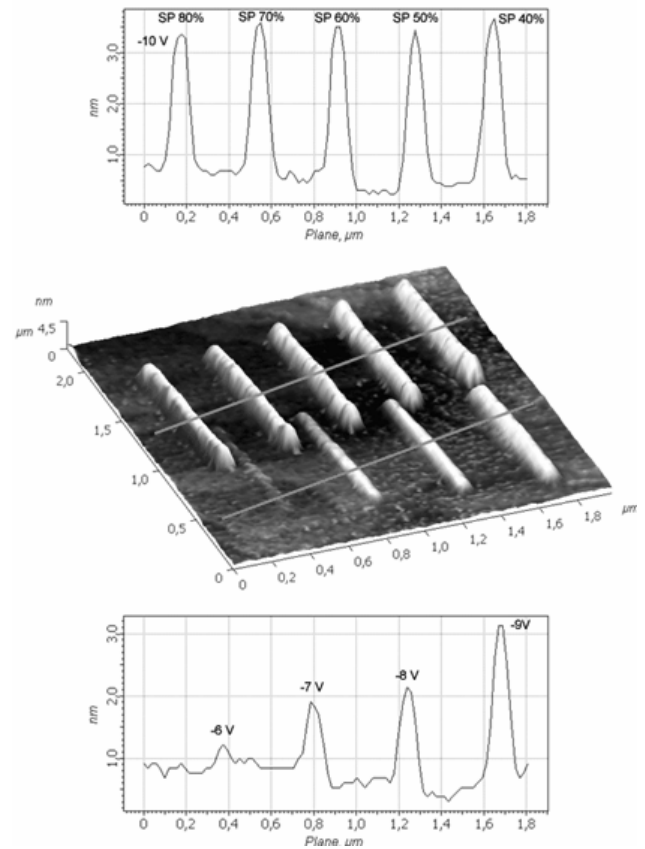 SP 80% SP 70% SP 60% SP 50% SP 40%
-10 V
3,0
2,0
nm
1,0
0 0,2 0,4 0,6 0,8 1,0 1,2 1,4 1,6 1,8
Plane, µm
nm
µm 4,5
0
2,0
1,5
1,0
0,5
0
0 0,2 0,4 0,6 0,8 1,0 1,2 1,4 1,6 1,8
µm
3,0
-9V
-8 V
-7 V
2,0
nm
-6 V
1,0
0 0,2 0,4 0,6 0,8 1,0 1,2 1,4 1,6 1,8
Plane, µm